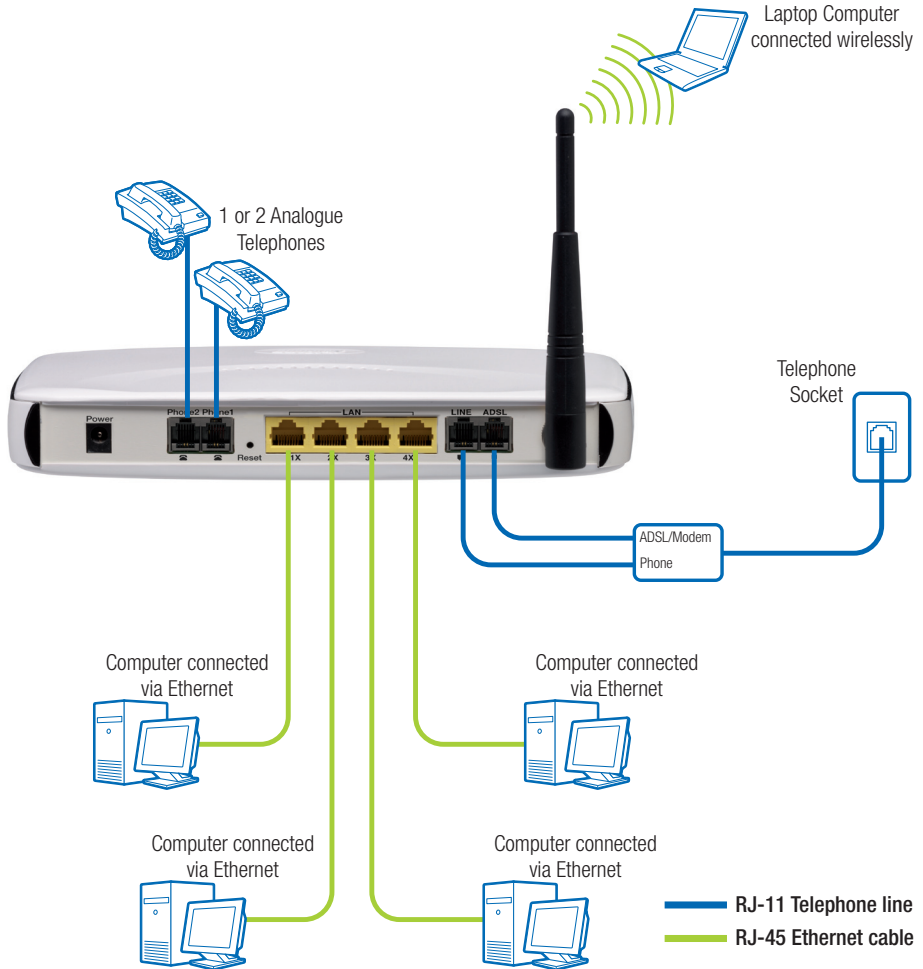 Laptop Computer
connected wirelessly
1 or 2 Analogue
Telephones
Telephone
Socket
Power
Phone2 Phone1
Reset
LAN
1X
2X
3X
4X
LINE
ADSL
ADSL/Modem
Phone
Computer connected
via Ethernet
Computer connected
via Ethernet
Computer connected
via Ethernet
Computer connected
via Ethernet
RJ-11 Telephone line
RJ-45 Ethernet cable